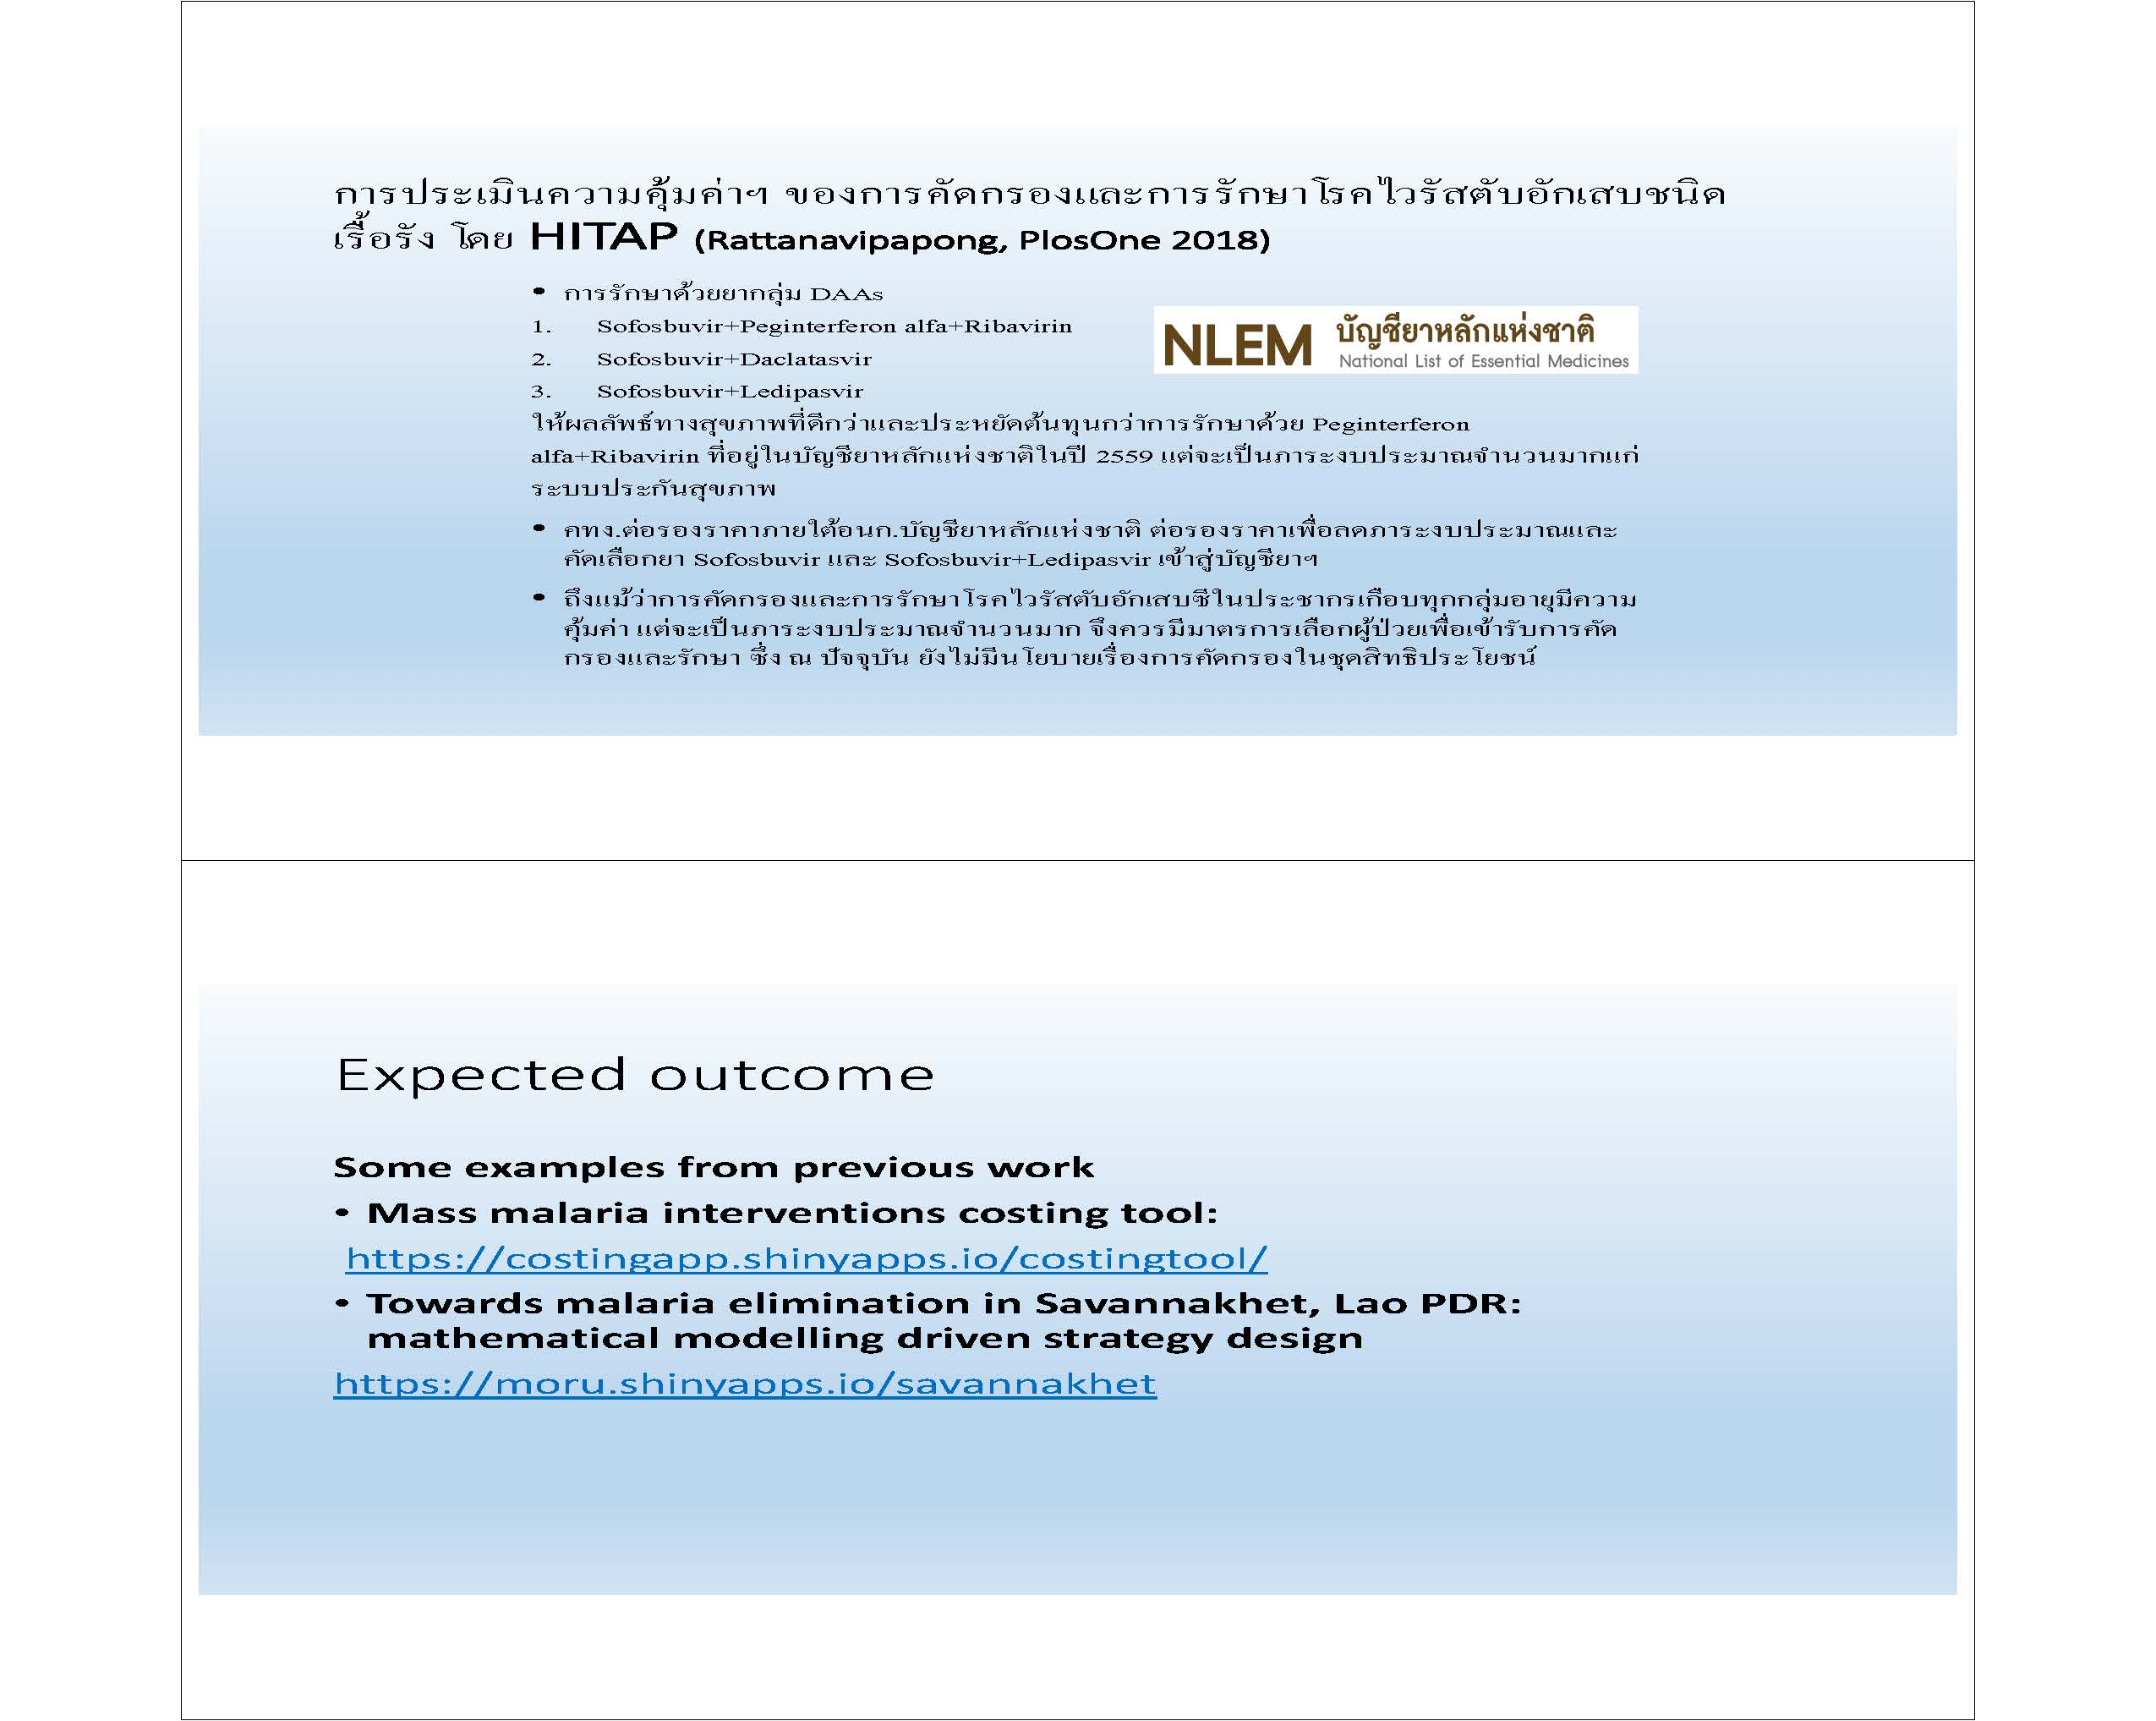 การประเมินความคุ้มค่าฯ ของการคัดกรองและการรักษาโรคไวรัสตับอักเสบชนิด
เรื้อรัง โดย HITAP (Rattanavipapong, PlosOne 2018)
• การรักษาด้วยยากลุ่ม DAAs
1. Sofosbuvir+Peginterferon alfa+Ribavirin
2. Sofosbuvir+Daclatasvir
3. Sofosbuvir+Ledipasvir
NLEM บัญชียาหลักแห่งชาติ
National List of Essential Medicines
ให้ผลลัพธ์ทางสุขภาพที่ดีกว่าและประหยัดต้นทุนกว่าการรักษาด้วย Peginterferon
alfa+Ribavirin ที่อยู่ในบัญชียาหลักแห่งชาติในปี 2559 แต่จะเป็นภาระงบประมาณจำนวนมากแก่
ระบบประกันสุขภาพ
• คทง.ต่อรองราคาภายใต้อนก.บัญชียาหลักแห่งชาติ ต่อรองราคาเพื่อลดภาระงบประมาณและ
คัดเลือกยา Sofosbuvir และ Sofosbuvir+Ledipasvir เข้าสู่บัญชียาฯ
• ถึงแม้ว่าการคัดกรองและการรักษาโรคไวรัสตับอักเสบซีในประชากรเกือบทุกกลุ่มอายุมีความ
คุ้มค่า แต่จะเป็นภาระงบประมาณจำนวนมาก จึงควรมีมาตรการเลือกผู้ป่วยเพื่อเข้ารับการคัด
กรองและรักษา ซึ่ง ณ ปัจจุบัน ยังไม่มีนโยบายเรื่องการคัดกรองในชุดสิทธิประโยชน์
Expected outcome
Some examples from previous work
• Mass malaria interventions costing tool:
https://costingapp.shinyapps.io/costingtool/
• Towards malaria elimination in Savannakhet, Lao PDR:
mathematical modelling driven strategy design
https://moru.shinyapps.io/savannakhet